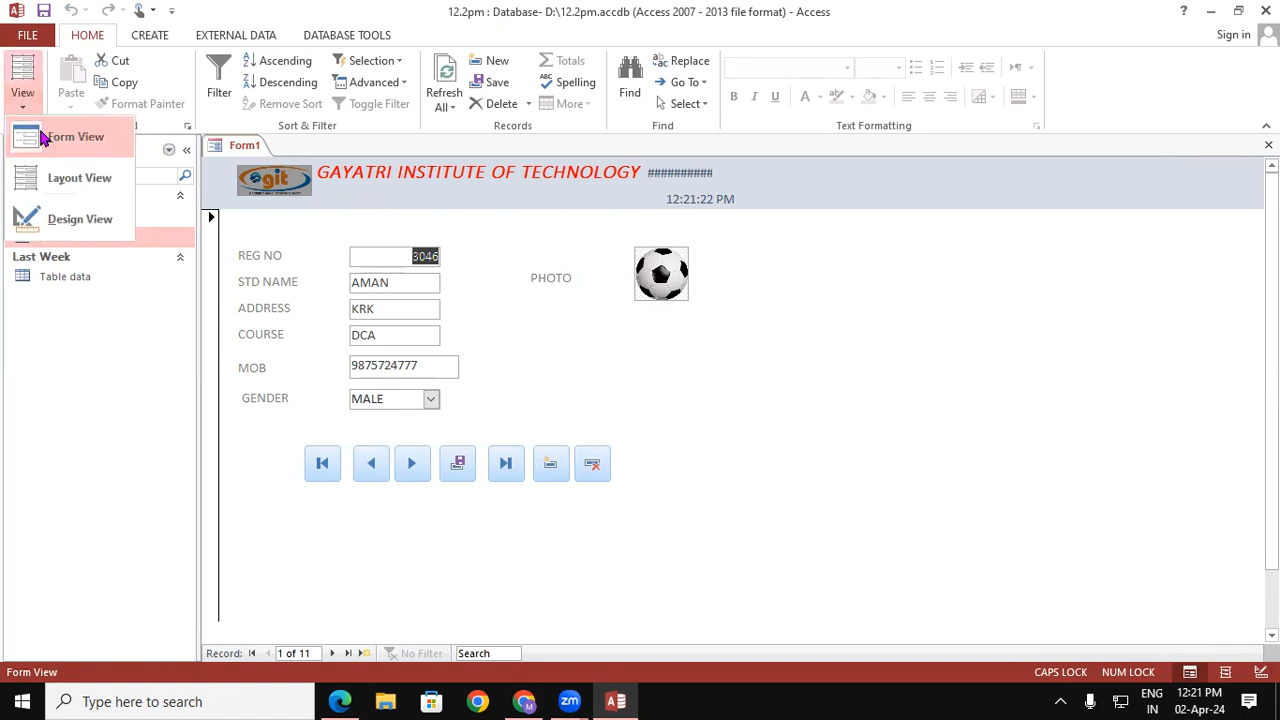 12.2pm : Database- D:\12.2pm.accdb (Access 2007 - 2013 file format) - Access
FILE HOME CREATE EXTERNAL DATA DATABASE TOOLS Sign in
View
Paste
Cut
Copy
Format Painter
Filter
Ascending
Descending
Remove Sort
Selection
Advanced
Toggle Filter
Sort & Filter
Refresh
All
New
Save
Delete
Totals
Spelling
More
Records
Find
Replace
Go To
Select
Find
B I U A
Text Formatting
Form View
Layout View
Design View
Last Week
Table data
Form1
git
GAYATRI INSTITUTE OF TECHNOLOGY ##########
12:21:22 PM
REG NO 3046
STD NAME AMAN
ADDRESS KRK
COURSE DCA
MOB 9875724777
GENDER MALE
PHOTO
Record: 1 of 11 No Filter Search
Form View CAPS LOCK NUM LOCK
Type here to search
zm
ENG
IN
12:21 PM
02-Apr-24